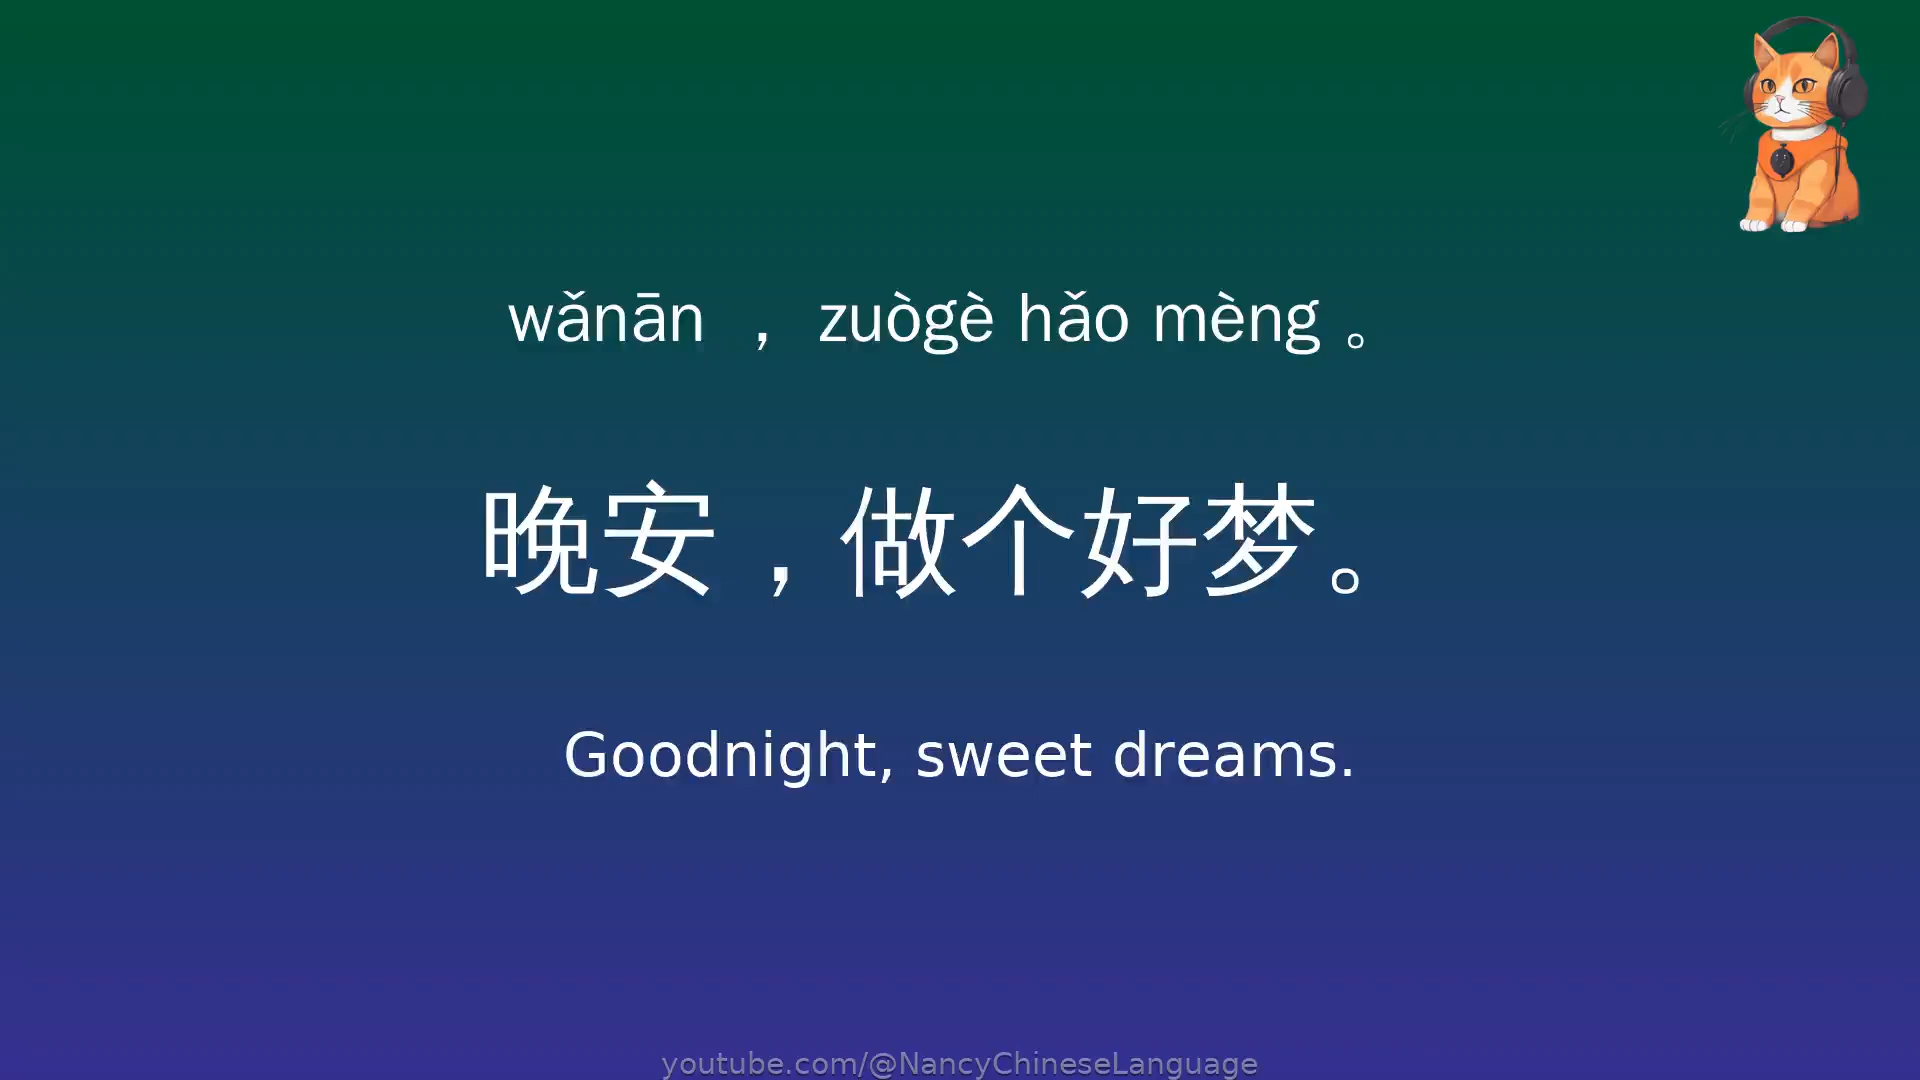 wǎnān ， zuògè hǎo mèng 。
晚安，做个好梦。
Goodnight, sweet dreams.
youtube.com/@NancyChineseLanguage